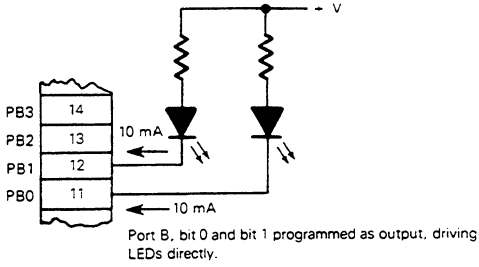 V
PB3 14
PB2 13
10 mA
PB1 12
PB0 11
10 mA
Port B, bit 0 and bit 1 programmed as output, driving
LEDs directly.